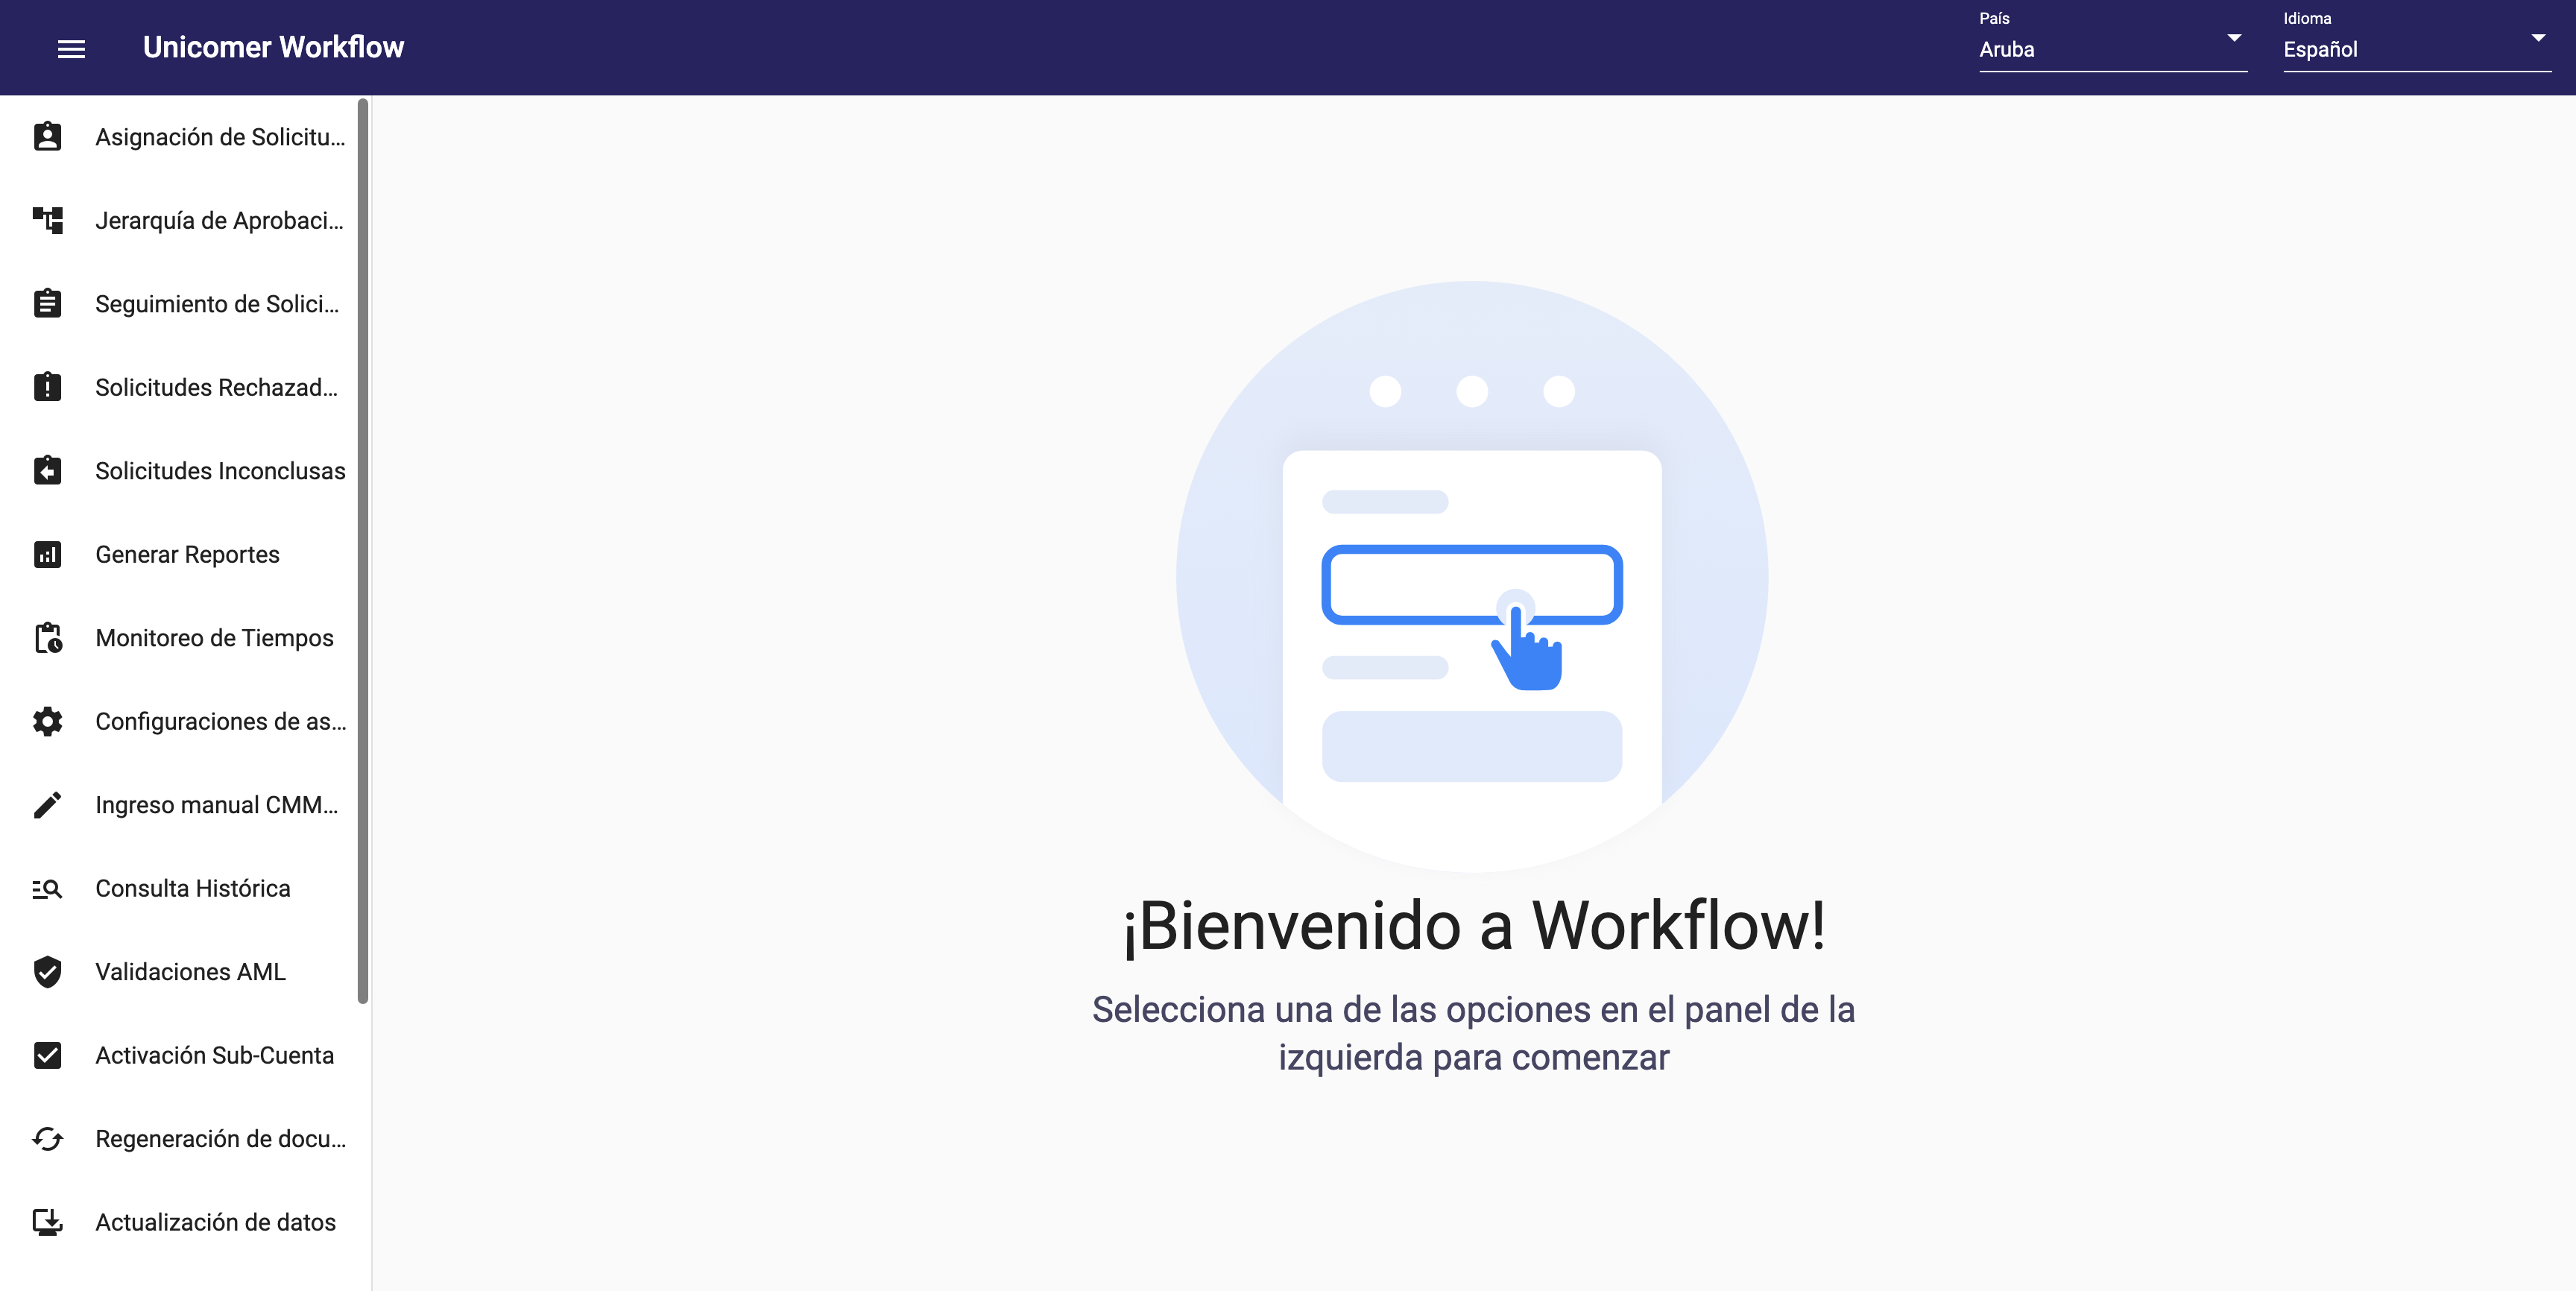 Unicomer Workflow
País
Aruba
Idioma
Español
Asignación de Solicitu...
Jerarquía de Aprobaci...
Seguimiento de Solici...
Solicitudes Rechazad...
Solicitudes Inconclusas
Generar Reportes
Monitoreo de Tiempos
Configuraciones de as...
Ingreso manual CMM...
Consulta Histórica
Validaciones AML
Activación Sub-Cuenta
Regeneración de docu...
Actualización de datos
¡Bienvenido a Workflow!
Selecciona una de las opciones en el panel de la
izquierda para comenzar